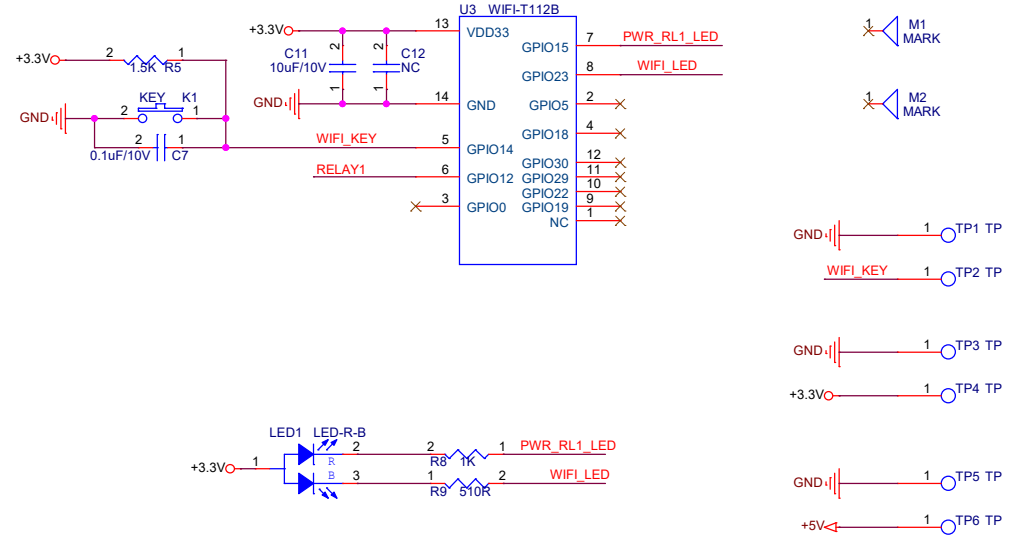 U3 WIFI-T112B
+3.3V 13 VDD33
C11 10uF/10V 2 1
C12 NC 2 1
GND 14 GND
+3.3V 2 1 1.5K R5
GND 2 KEY K1 1
2 1 0.1uF/10V C7
WIFI_KEY 5 GPIO14
RELAY1 6 GPIO12
3 GPIO0
GPIO15 7 PWR_RL1_LED
GPIO23 8 WIFI_LED
GPIO5 2
GPIO18 4
GPIO30 12
GPIO29 11
GPIO22 10
GPIO19 9
NC 1
1 M1 MARK
1 M2 MARK
GND 1 TP1 TP
WIFI_KEY 1 TP2 TP
GND 1 TP3 TP
+3.3V 1 TP4 TP
GND 1 TP5 TP
+5V 1 TP6 TP
LED1 LED-R-B
+3.3V 1
R 2 2 R8 1K 1 PWR_RL1_LED
B 3 1 R9 510R 2 WIFI_LED